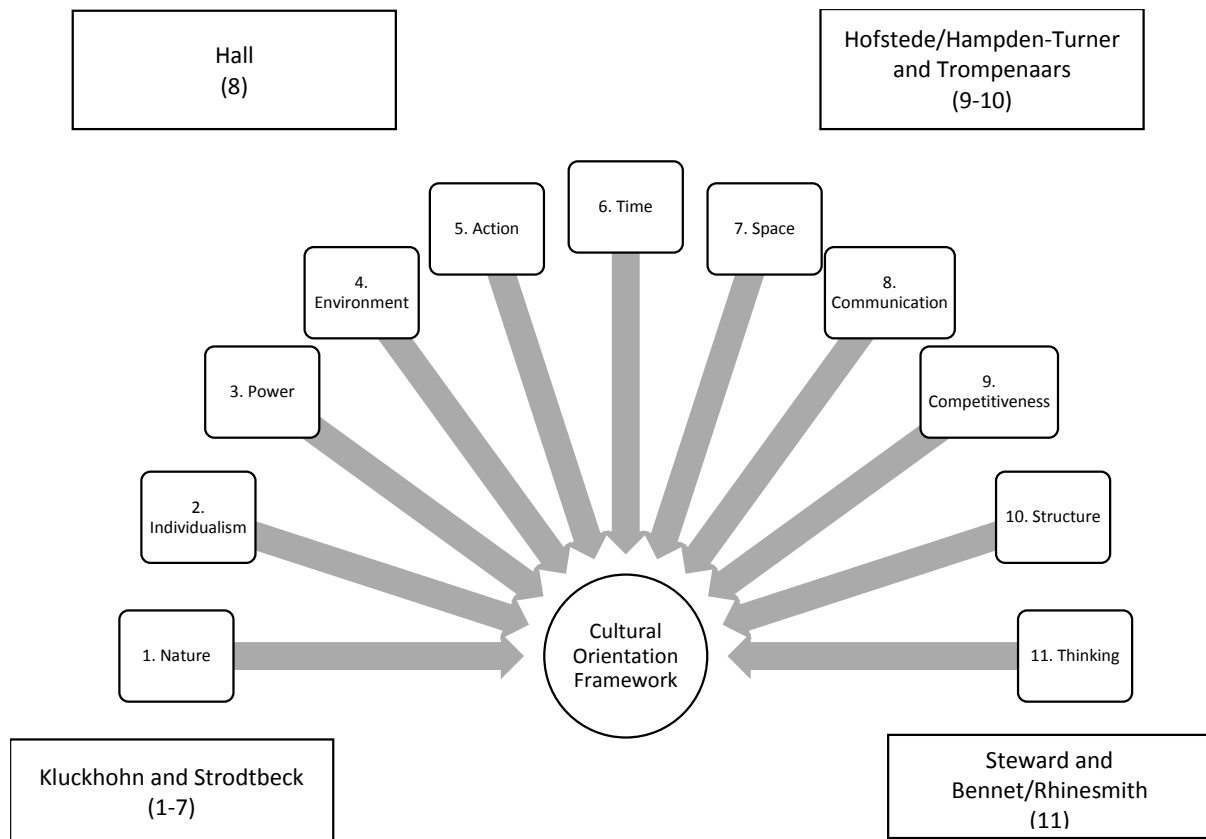 Hall
(8)
Hofstede/Hampden-Turner
and Trompenaars
(9-10)
6. Time
5. Action
7. Space
4.
Environment
8.
Communication
3. Power
9.
Competitiveness
2.
Individualism
10. Structure
1. Nature
Cultural
Orientation
Framework
11. Thinking
Kluckhohn and Strodtbeck
(1-7)
Steward and
Bennet/Rhinesmith
(11)